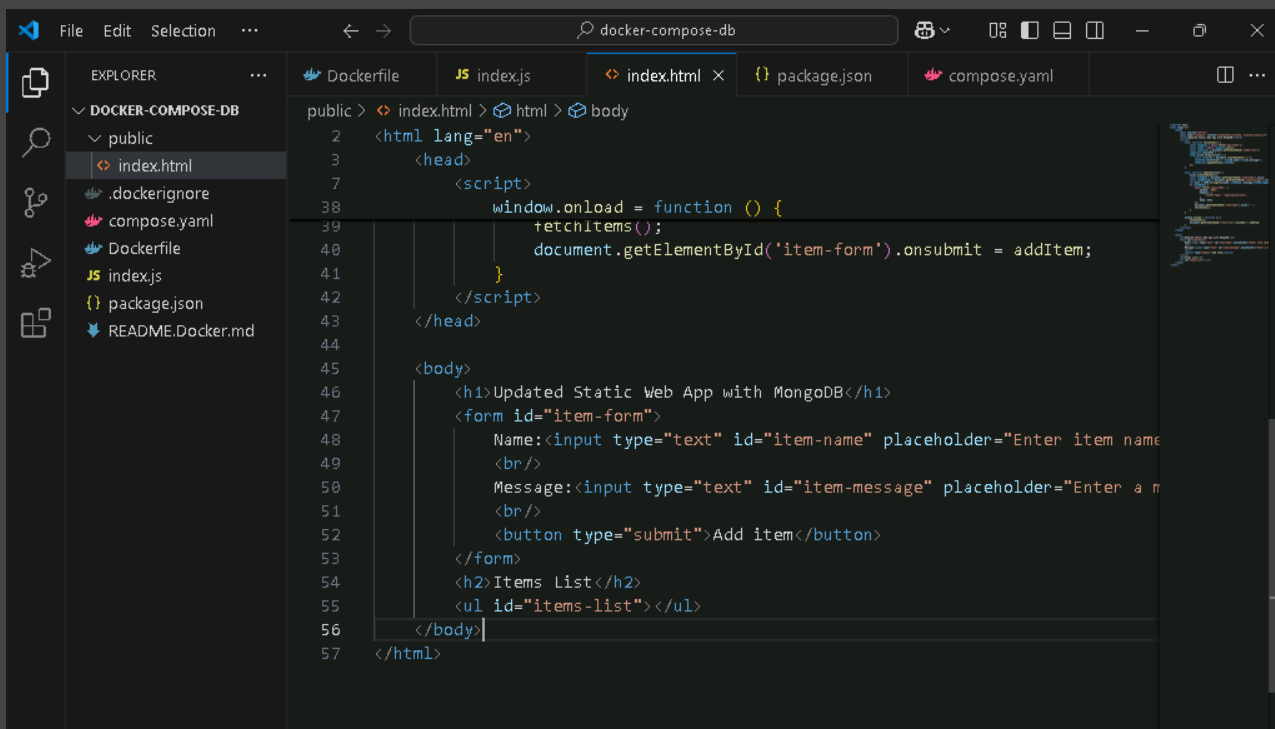 File Edit Selection ... docker-compose-db
EXPLORER ...
DOCKER-COMPOSE-DB
public
<> index.html
.dockerignore
compose.yaml
Dockerfile
JS index.js
{} package.json
README.Docker.md
Dockerfile JS index.js <> index.html × {} package.json compose.yaml ...
public > <> index.html > html > body
2 <html lang="en">
3 <head>
7 <script>
38 window.onload = function () {
39 fetchItems();
40 document.getElementById('item-form').onsubmit = addItem;
41 }
42 </script>
43 </head>
44
45 <body>
46 <h1>Updated Static Web App with MongoDB</h1>
47 <form id="item-form">
48 Name:<input type="text" id="item-name" placeholder="Enter item name
49 <br/>
50 Message:<input type="text" id="item-message" placeholder="Enter a m
51 <br/>
52 <button type="submit">Add item</button>
53 </form>
54 <h2>Items List</h2>
55 <ul id="items-list"></ul>
56 </body>
57 </html>